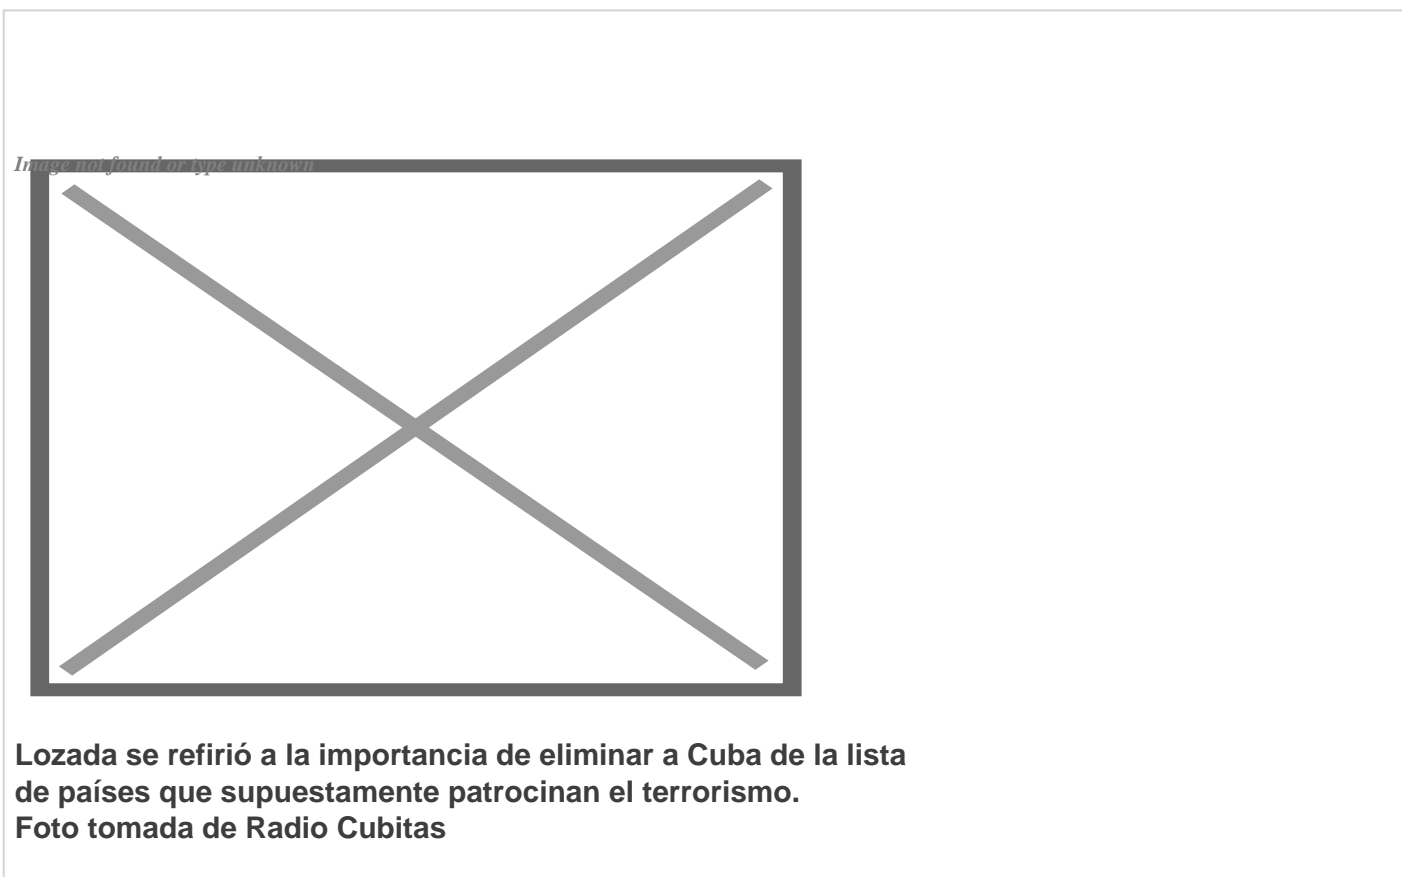 Image not found or type unknown
Lozada se refirió a la importancia de eliminar a Cuba de la lista
de países que supuestamente patrocinan el terrorismo.
Foto tomada de Radio Cubitas